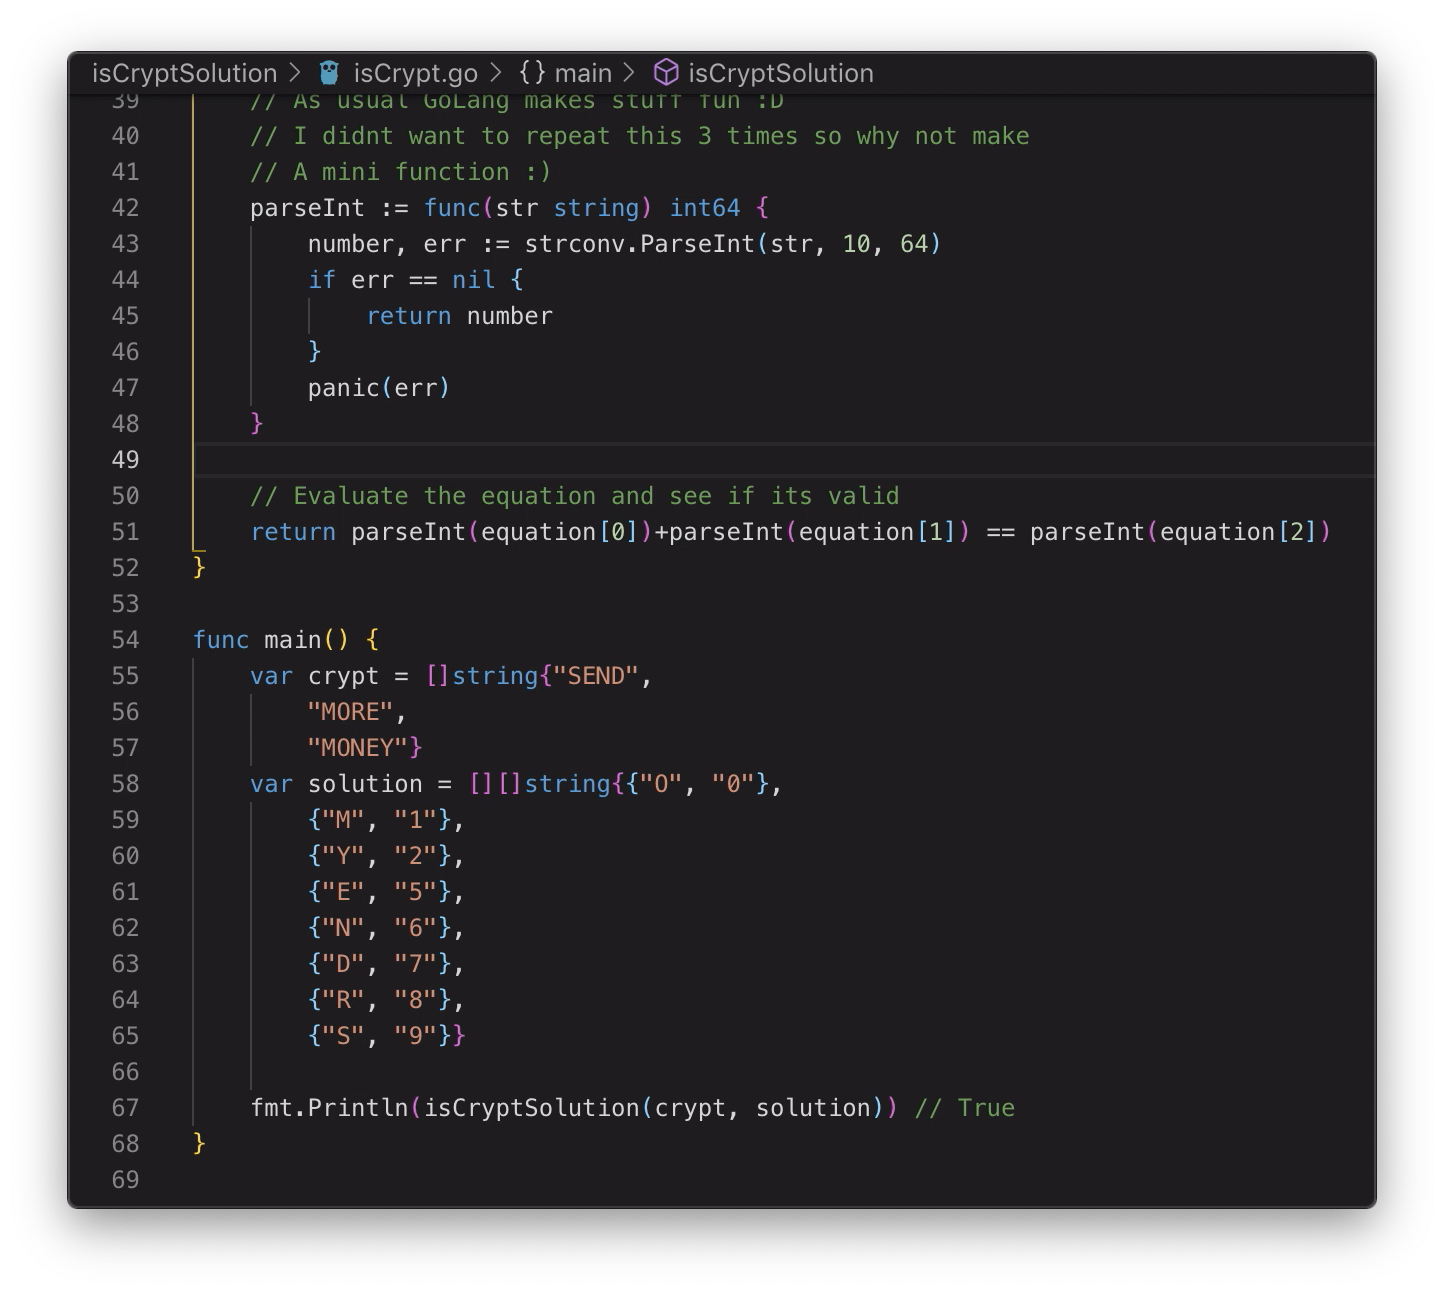 isCryptSolution > isCrypt.go > {} main > isCryptSolution
39 // As usual GoLang makes stuff fun :D
40 // I didnt want to repeat this 3 times so why not make
41 // A mini function :)
42 parseInt := func(str string) int64 {
43 number, err := strconv.ParseInt(str, 10, 64)
44 if err == nil {
45 return number
46 }
47 panic(err)
48 }
49
50 // Evaluate the equation and see if its valid
51 return parseInt(equation[0])+parseInt(equation[1]) == parseInt(equation[2])
52 }
53
54 func main() {
55 var crypt = []string{"SEND",
56 "MORE",
57 "MONEY"}
58 var solution = [][]string{{"O", "0"},
59 {"M", "1"},
60 {"Y", "2"},
61 {"E", "5"},
62 {"N", "6"},
63 {"D", "7"},
64 {"R", "8"},
65 {"S", "9"}}
66
67 fmt.Println(isCryptSolution(crypt, solution)) // True
68 }
69